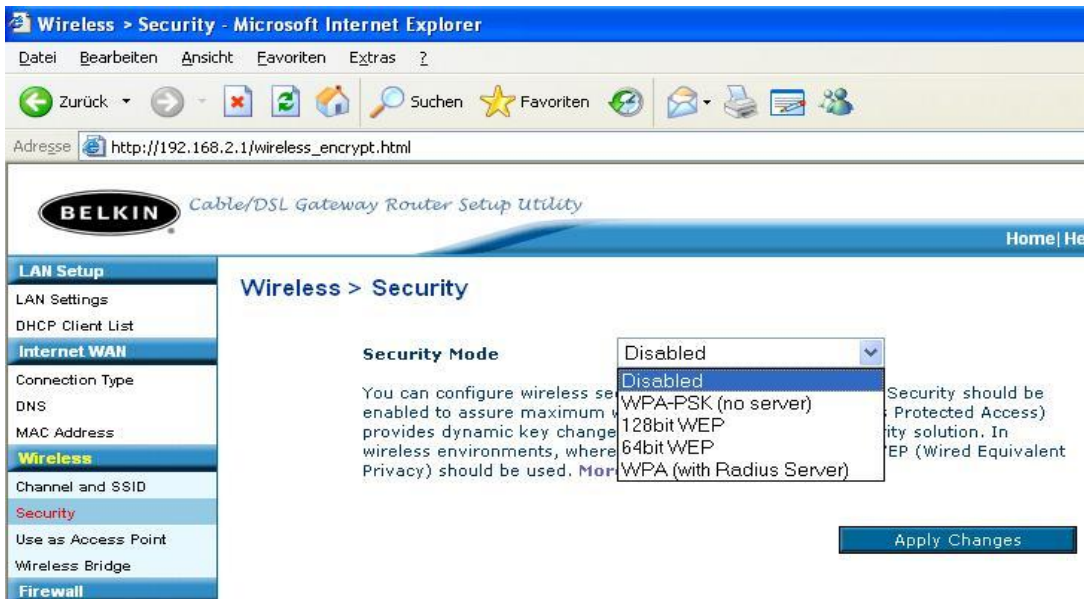 Wireless > Security - Microsoft Internet Explorer
Datei Bearbeiten Ansicht Favoriten Extras ?
Zurück Suchen Favoriten
Adresse http://192.168.2.1/wireless_encrypt.html
BELKIN Cable/DSL Gateway Router Setup Utility
Home|He
LAN Setup
LAN Settings
DHCP Client List
Internet WAN
Connection Type
DNS
MAC Address
Wireless
Channel and SSID
Security
Use as Access Point
Wireless Bridge
Firewall
Wireless > Security
Security Mode Disabled
Disabled
WPA-PSK (no server)
128bit WEP
64bit WEP
WPA (with Radius Server)
You can configure wireless se Security should be
enabled to assure maximum Protected Access)
provides dynamic key change ity solution. In
wireless environments, where EP (Wired Equivalent
Privacy) should be used. Mor
Apply Changes